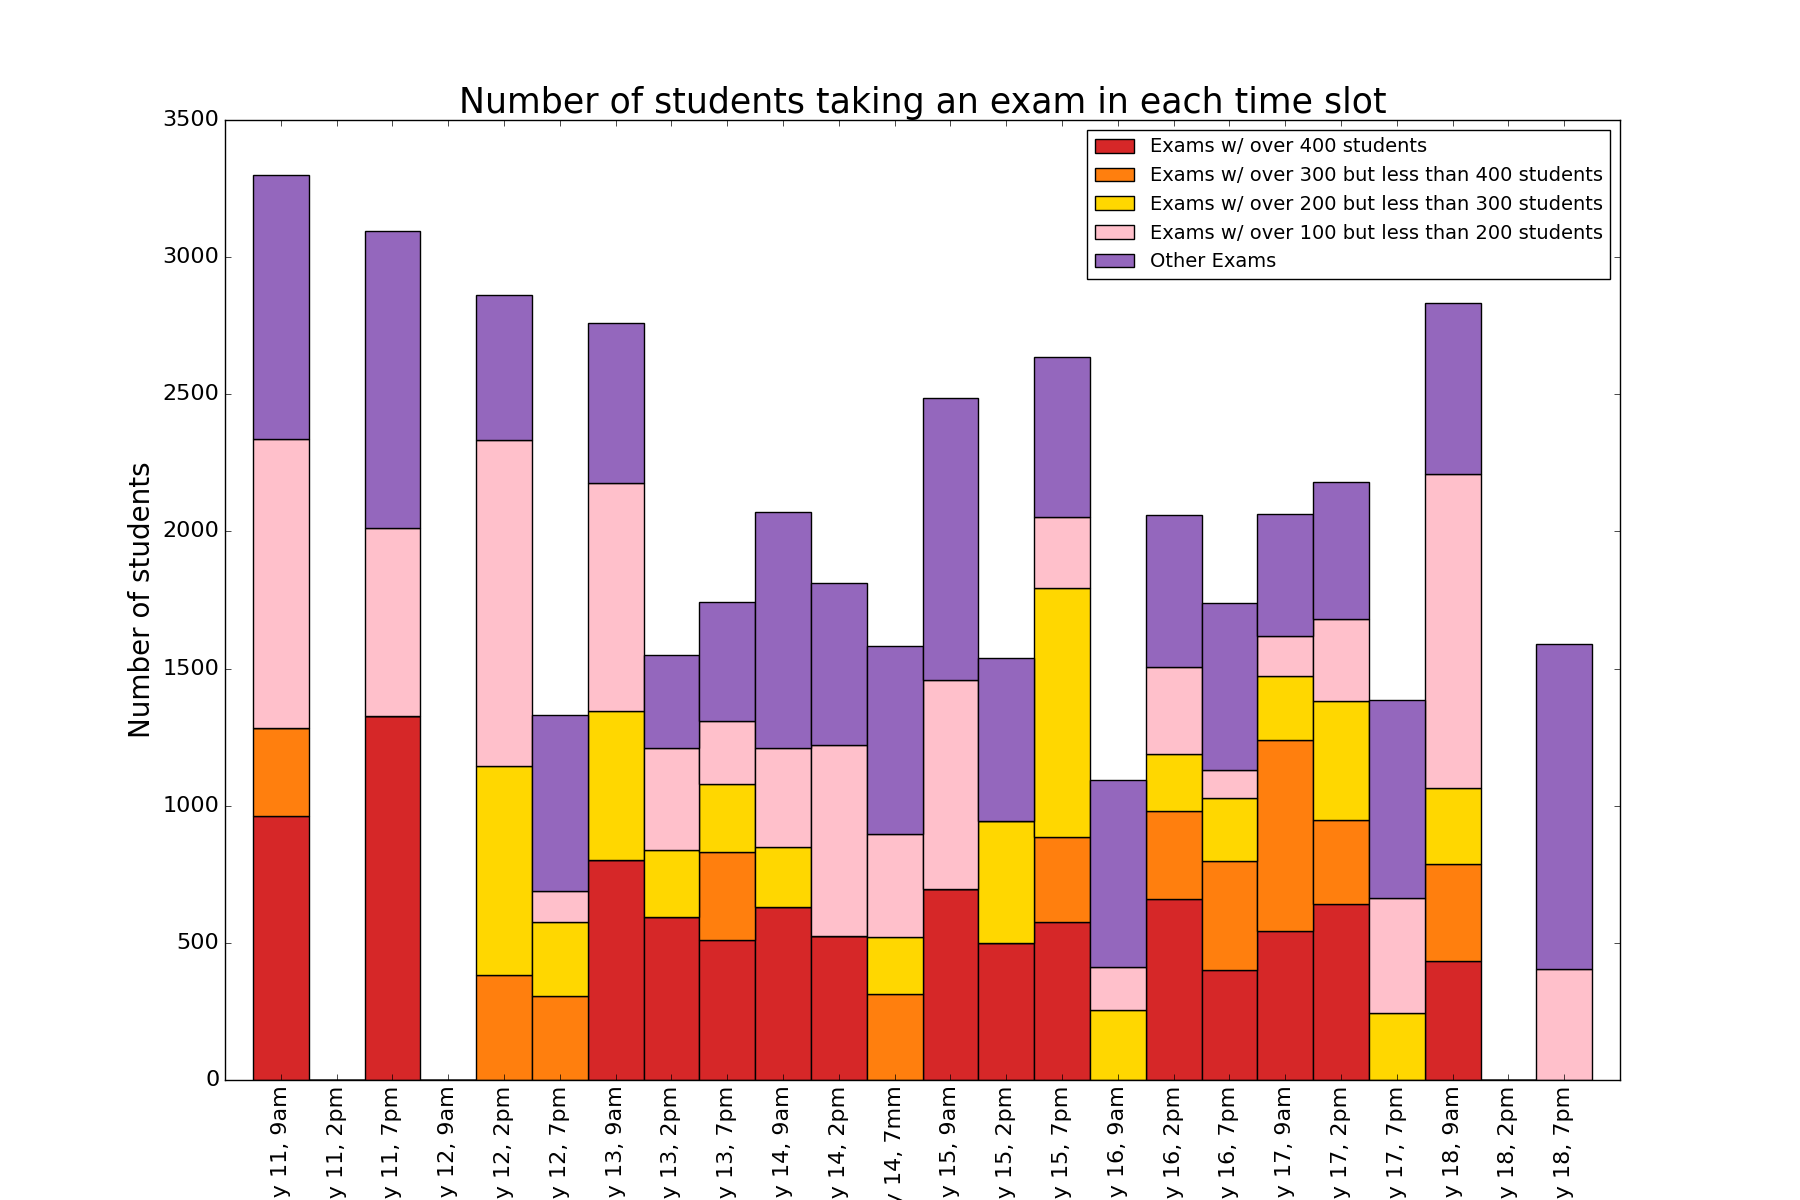 Number of students taking an exam in each time slot
Exams w/ over 400 students
Exams w/ over 300 but less than 400 students
Exams w/ over 200 but less than 300 students
Exams w/ over 100 but less than 200 students
Other Exams
Number of students
3500
3000
2500
2000
1500
1000
500
0
y 11, 9am
y 11, 2pm
y 11, 7pm
y 12, 9am
y 12, 2pm
y 12, 7pm
y 13, 9am
y 13, 2pm
y 13, 7pm
y 14, 9am
y 14, 2pm
y 14, 7mm
y 15, 9am
y 15, 2pm
y 15, 7pm
y 16, 9am
y 16, 2pm
y 16, 7pm
y 17, 9am
y 17, 2pm
y 17, 7pm
y 18, 9am
y 18, 2pm
y 18, 7pm